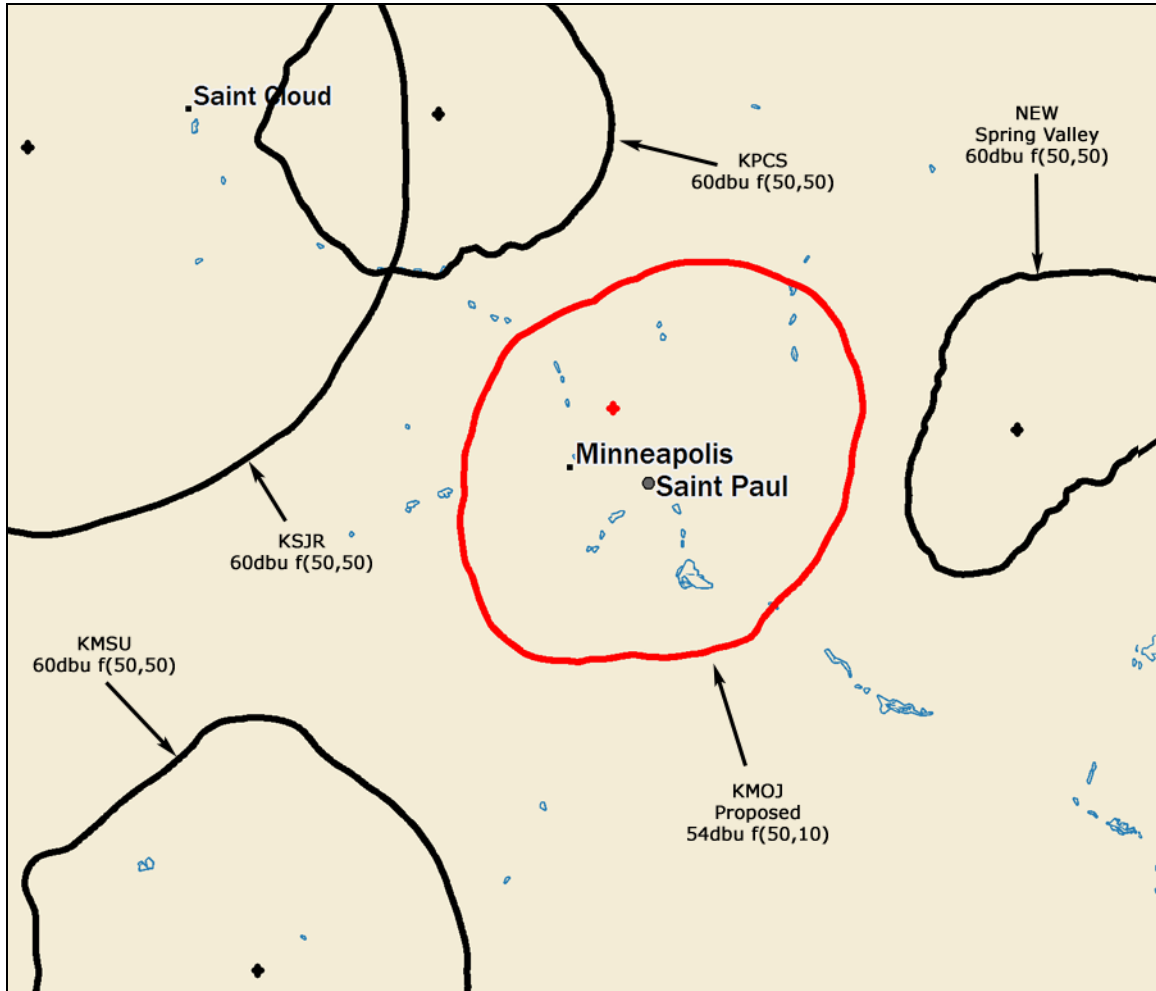 Saint Cloud
KPCS
60dbu f(50,50)
NEW
Spring Valley
60dbu f(50,50)
Minneapolis
Saint Paul
KSJR
60dbu f(50,50)
KMSU
60dbu f(50,50)
KMOJ
Proposed
54dbu f(50,10)